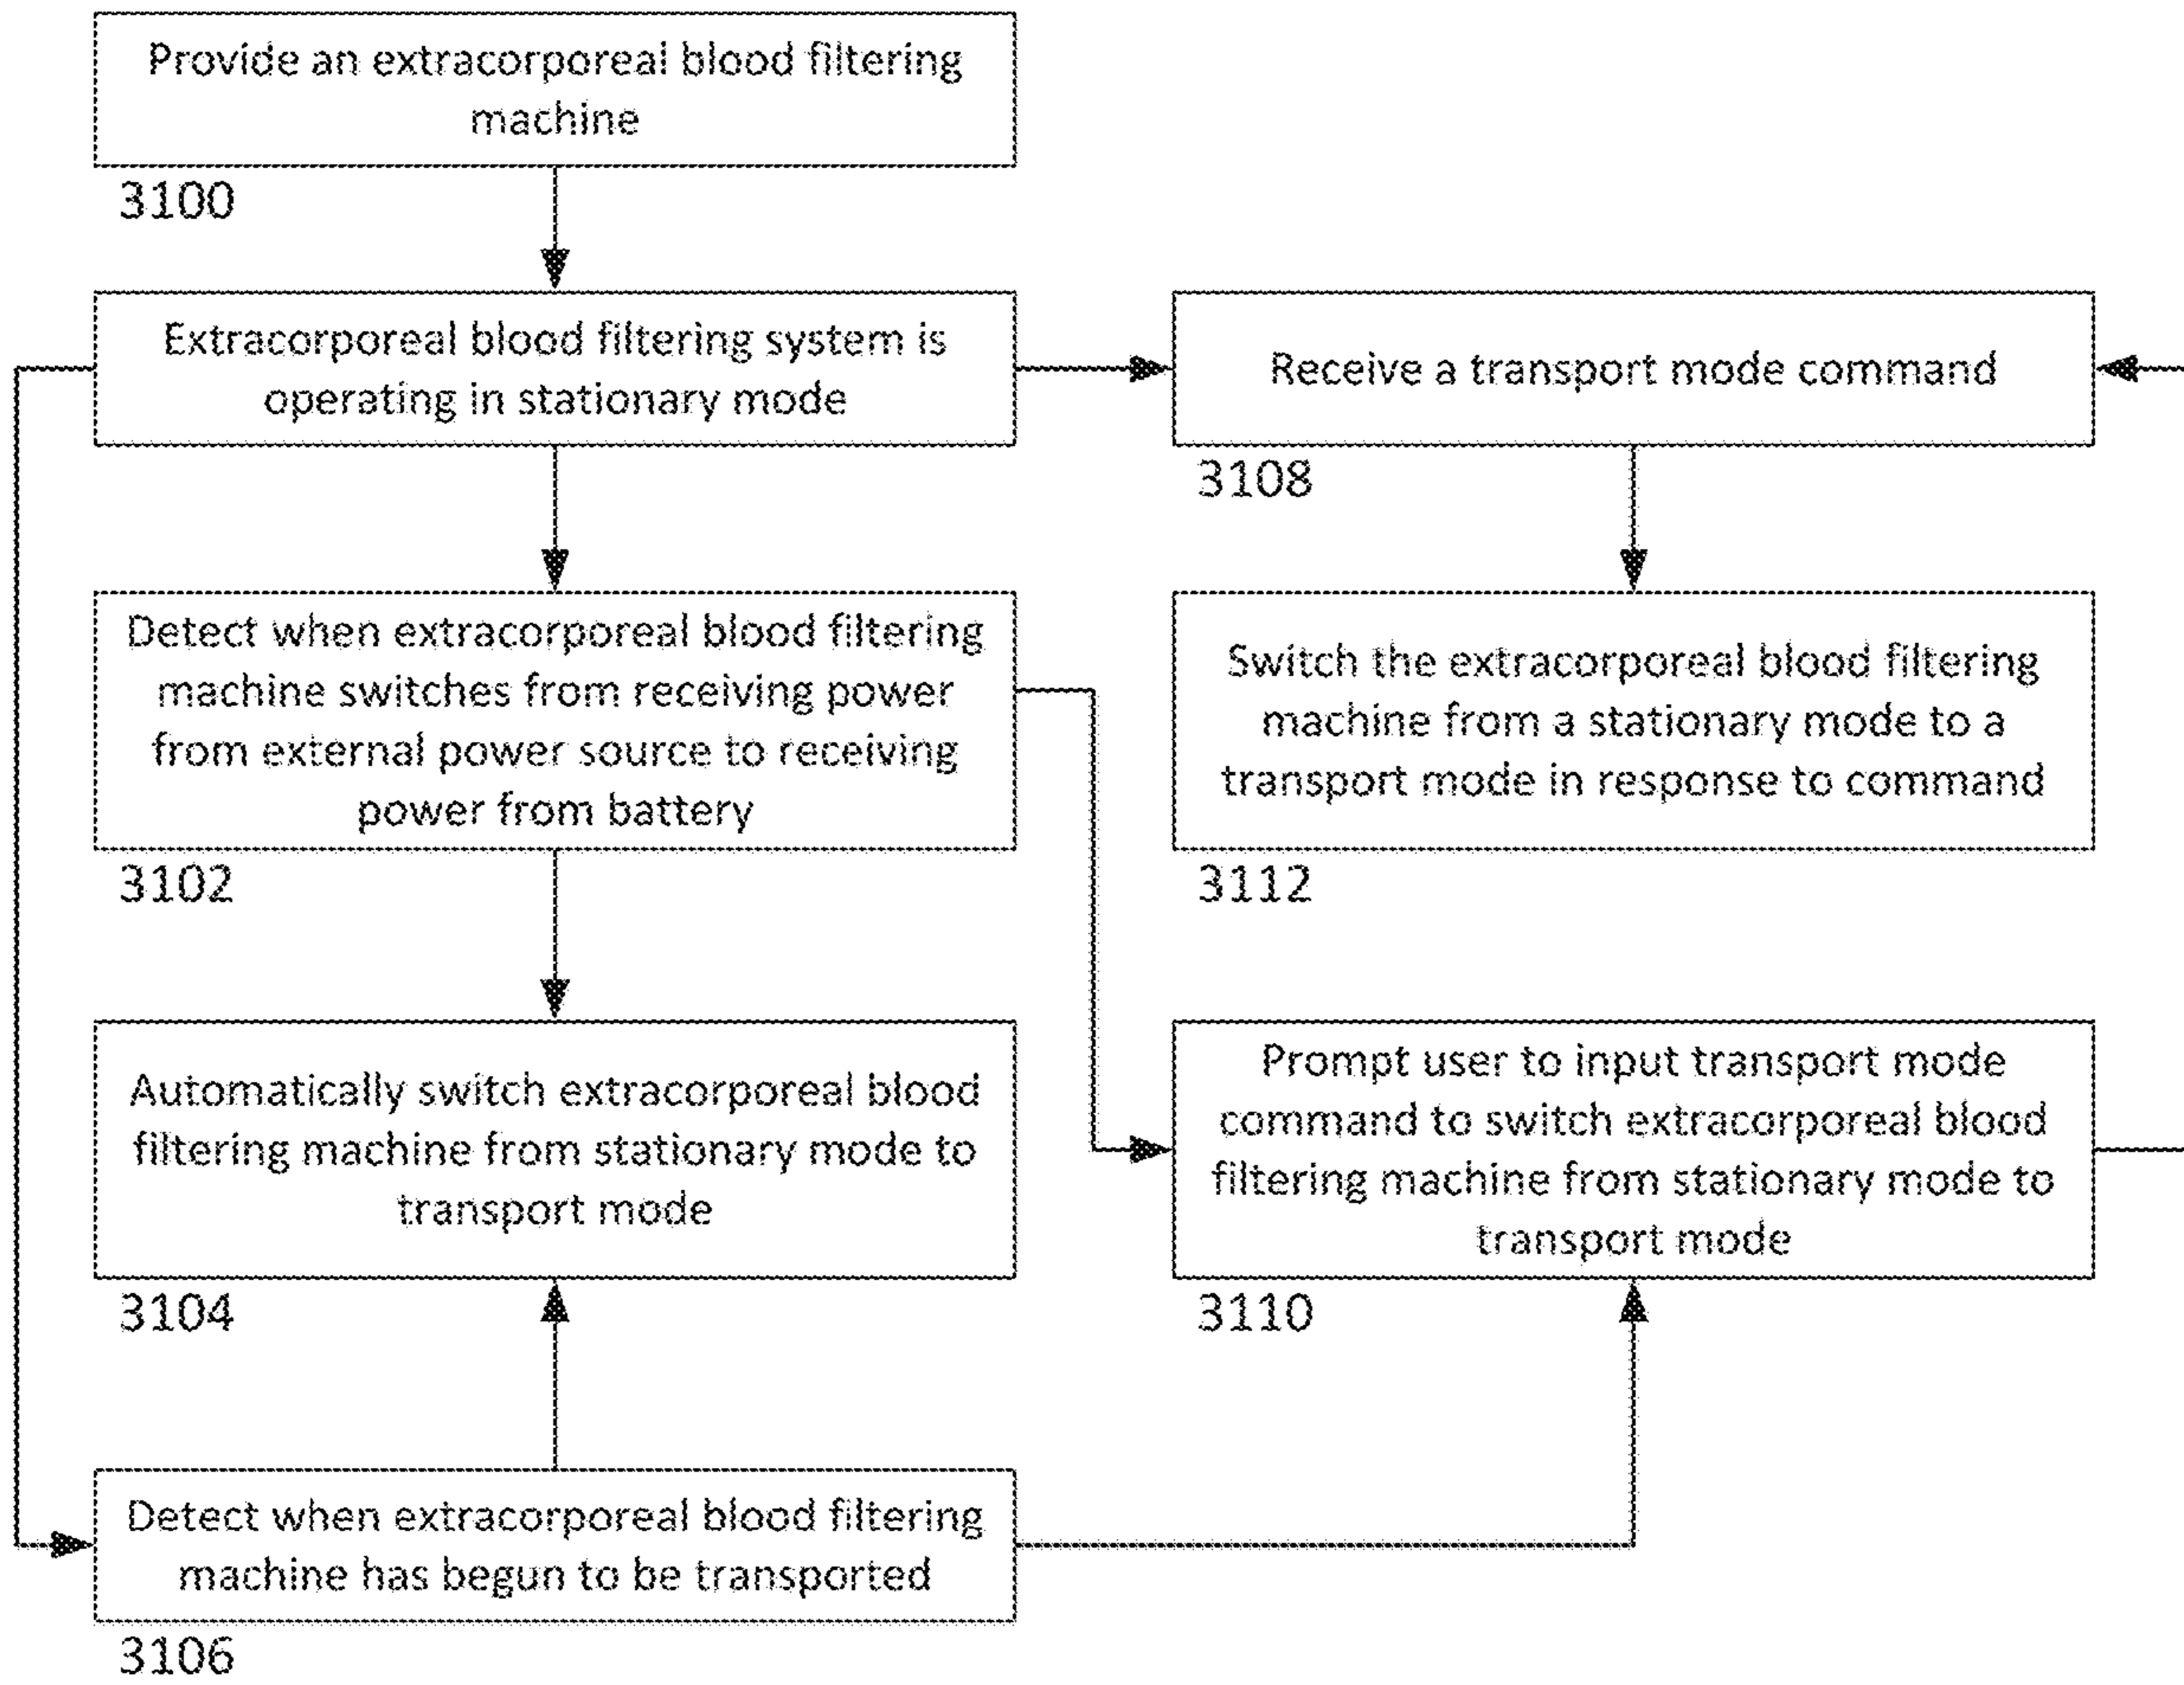 Provide an extracorporeal blood filtering
machine
3100
Extracorporeal blood filtering system is
operating in stationary mode
Receive a transport mode command
3108
Detect when extracorporeal blood filtering
machine switches from receiving power
from external power source to receiving
power from battery
3102
Switch the extracorporeal blood filtering
machine from a stationary mode to a
transport mode in response to command
3112
Automatically switch extracorporeal blood
filtering machine from stationary mode to
transport mode
3104
Prompt user to input transport mode
command to switch extracorporeal blood
filtering machine from stationary mode to
transport mode
3110
Detect when extracorporeal blood filtering
machine has begun to be transported
3106